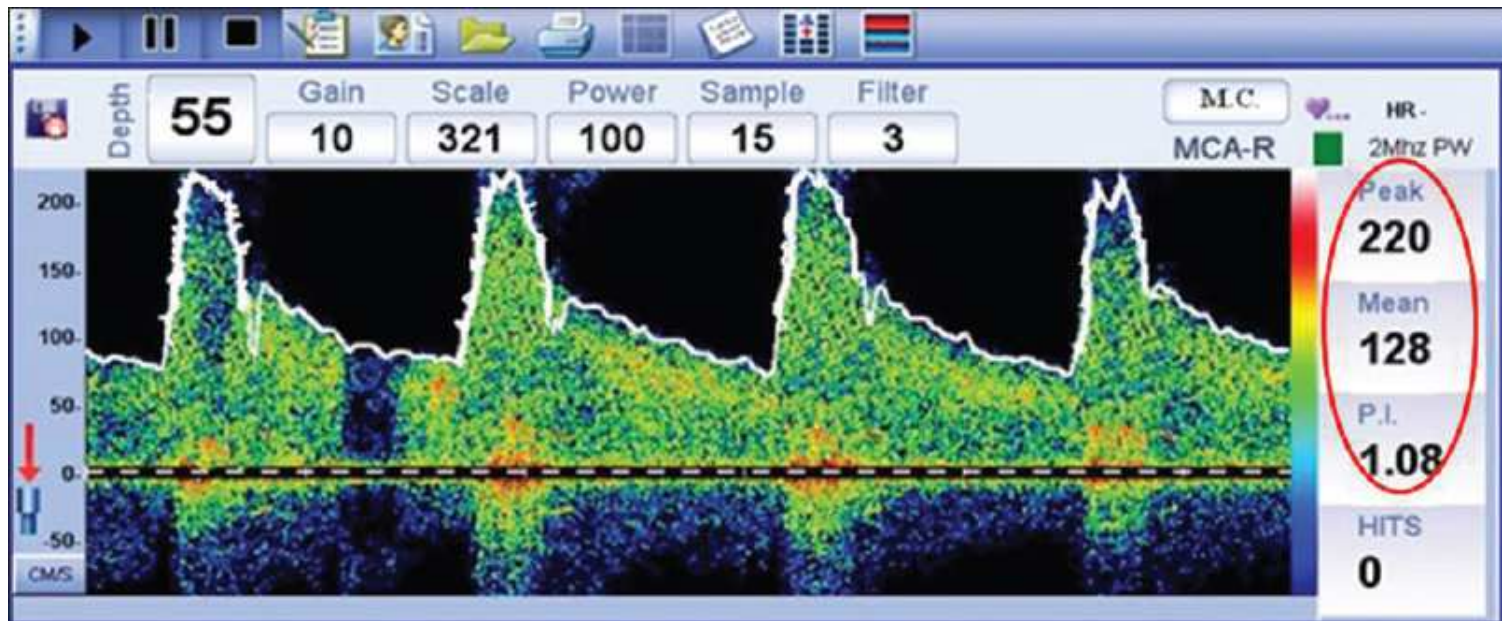 Depth 55 Gain Scale Power Sample Filter M.C. HR -
10 321 100 15 3 MCA-R 2Mhz PW
200-
150-
100-
50-
0-
-50-
CM/S
Peak
220
Mean
128
P.I.
1.08
HITS
0